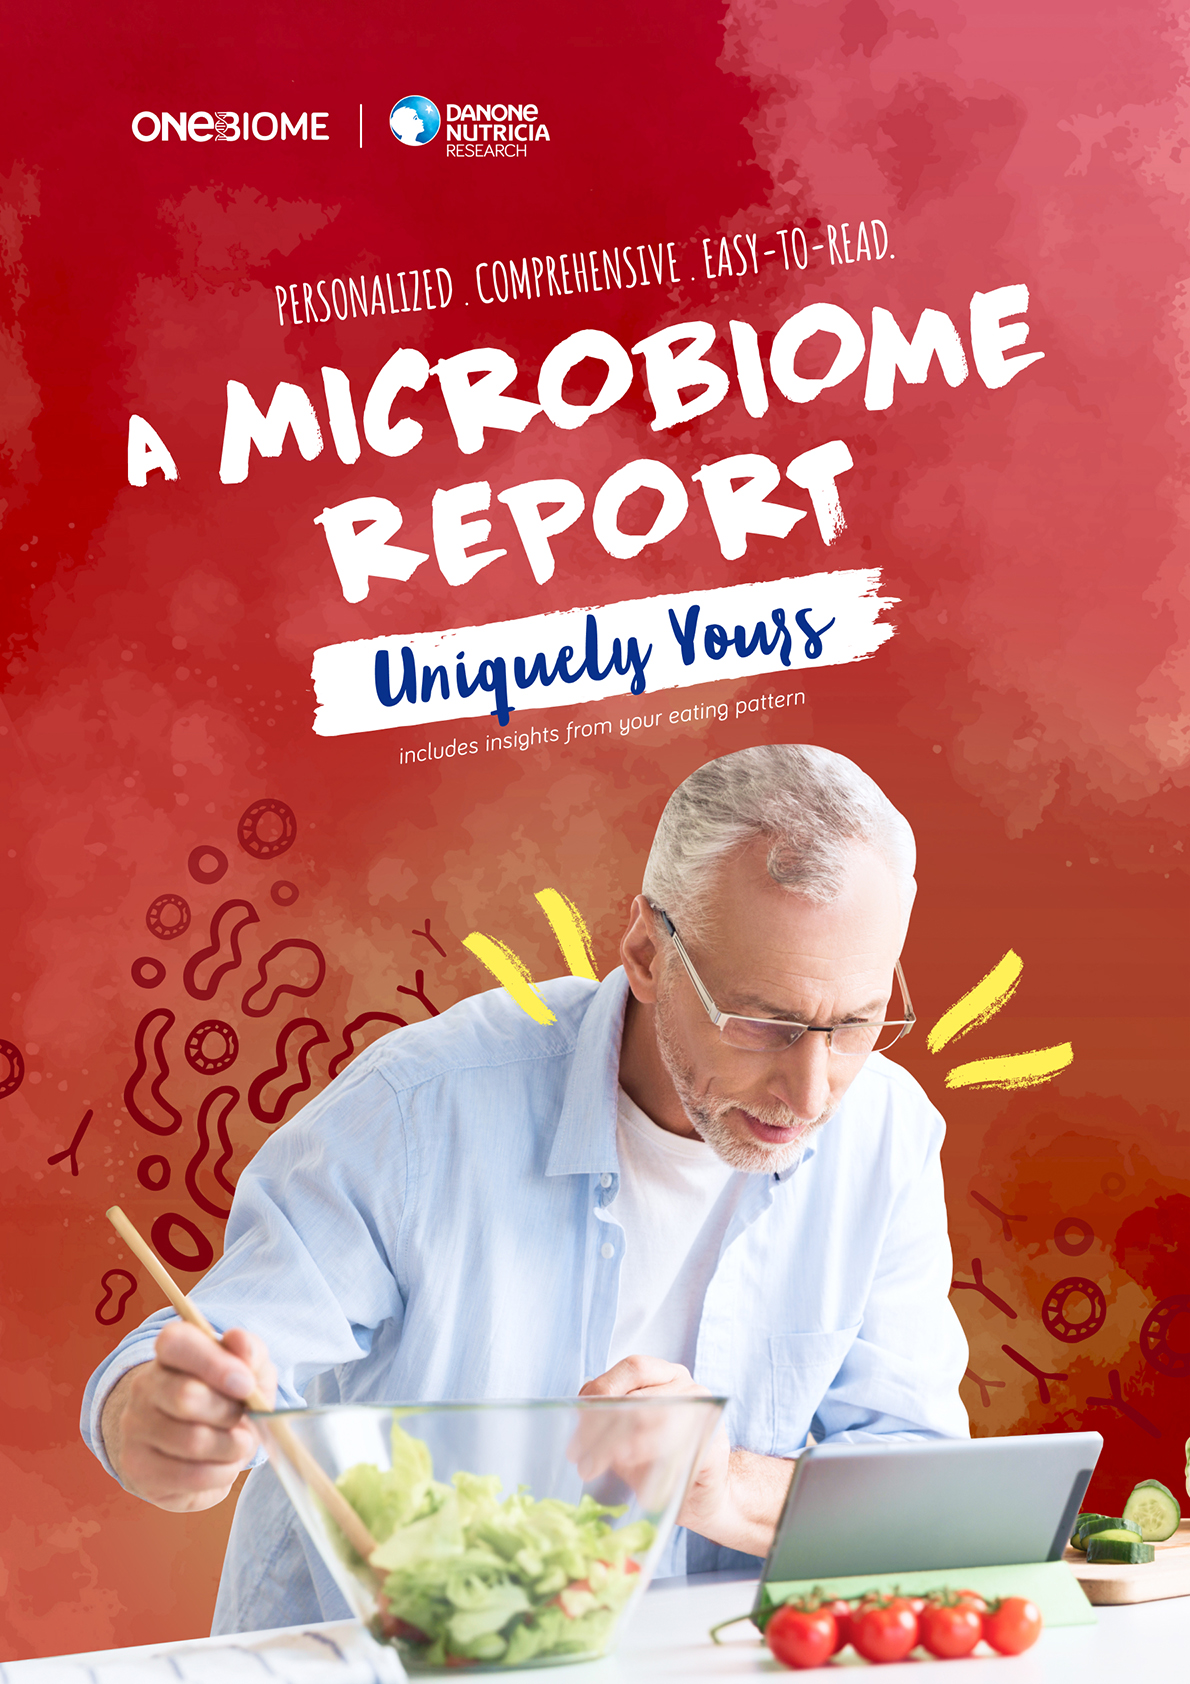 ONEBIOME
DANONE
NUTRICIA
RESEARCH
PERSONALIZED . COMPREHENSIVE . EASY-TO-READ.
A MICROBIOME
REPORT
Uniquely Yours
includes insights from your eating pattern